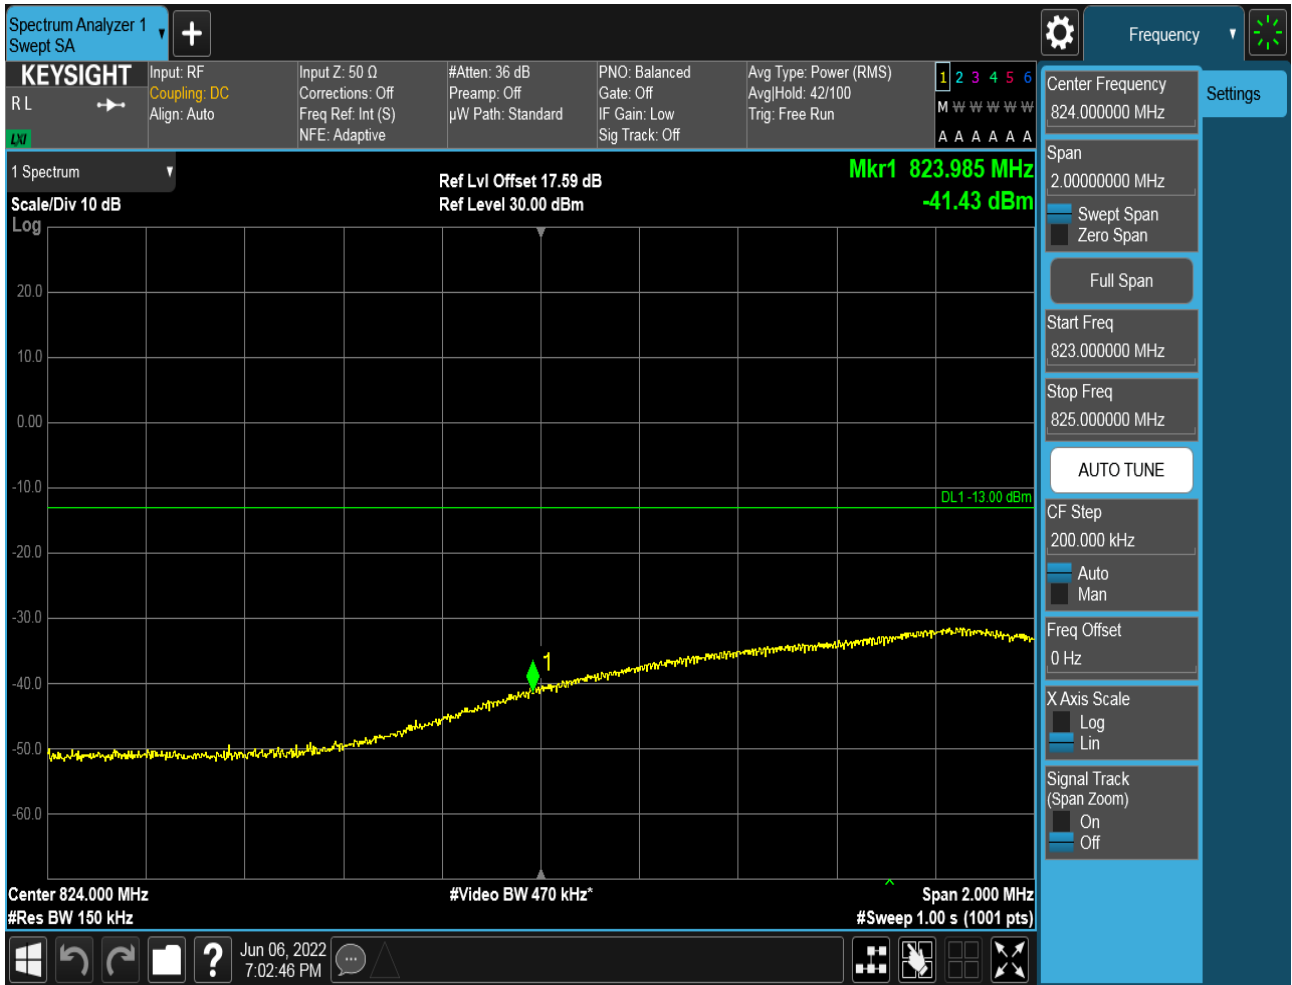 Spectrum Analyzer 1
Swept SA
Frequency
KEYSIGHT
R L
LXI
Input: RF
Coupling: DC
Align: Auto
Input Z: 50 Ω
Corrections: Off
Freq Ref: Int (S)
NFE: Adaptive
#Atten: 36 dB
Preamp: Off
µW Path: Standard
PNO: Balanced
Gate: Off
IF Gain: Low
Sig Track: Off
Avg Type: Power (RMS)
Avg|Hold: 42/100
Trig: Free Run
1 2 3 4 5 6
M W W W W W
A A A A A A
1 Spectrum
Scale/Div 10 dB
Log
Ref Lvl Offset 17.59 dB
Ref Level 30.00 dBm
Mkr1 823.985 MHz
-41.43 dBm
20.0
10.0
0.00
-10.0
DL1 -13.00 dBm
-20.0
-30.0
1
-40.0
-50.0
-60.0
Center 824.000 MHz
#Res BW 150 kHz
#Video BW 470 kHz*
Span 2.000 MHz
#Sweep 1.00 s (1001 pts)
Jun 06, 2022
7:02:46 PM
Center Frequency
824.000000 MHz
Settings
Span
2.00000000 MHz
Swept Span
Zero Span
Full Span
Start Freq
823.000000 MHz
Stop Freq
825.000000 MHz
AUTO TUNE
CF Step
200.000 kHz
Auto
Man
Freq Offset
0 Hz
X Axis Scale
Log
Lin
Signal Track
(Span Zoom)
On
Off